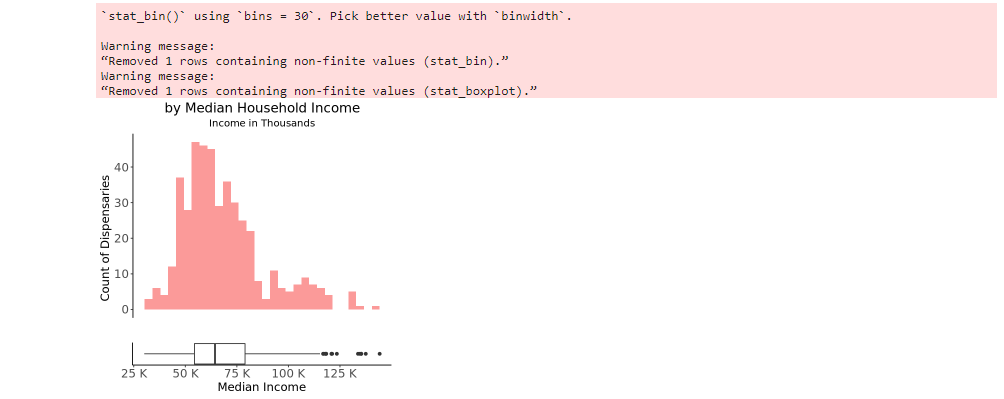 `stat_bin()` using `bins = 30`. Pick better value with `binwidth`.
Warning message:
“Removed 1 rows containing non-finite values (stat_bin).”
Warning message:
“Removed 1 rows containing non-finite values (stat_boxplot).”
by Median Household Income
Income in Thousands
Count of Dispensaries
40
30
20
10
0
25 K 50 K 75 K 100 K 125 K
Median Income